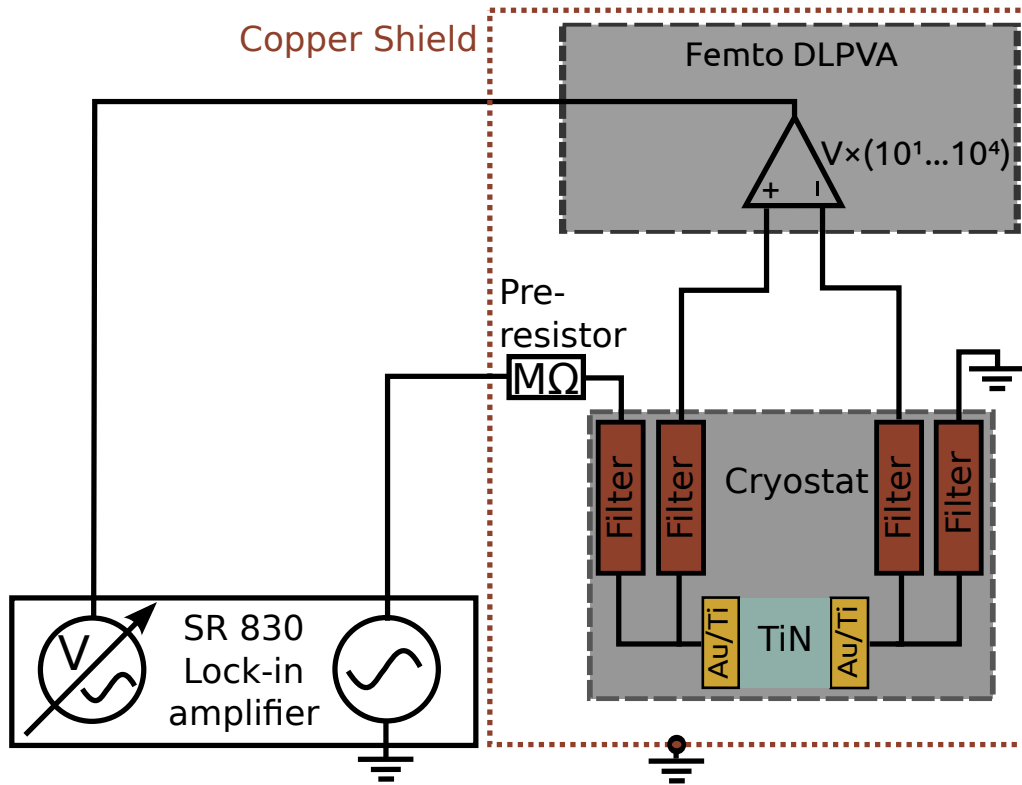 Copper Shield
Femto DLPVA
V×(10¹...10⁴)
+
-
Pre-
resistor
MΩ
Filter
Filter
Cryostat
Filter
Filter
Au/Ti
TiN
Au/Ti
V
SR 830
Lock-in
amplifier